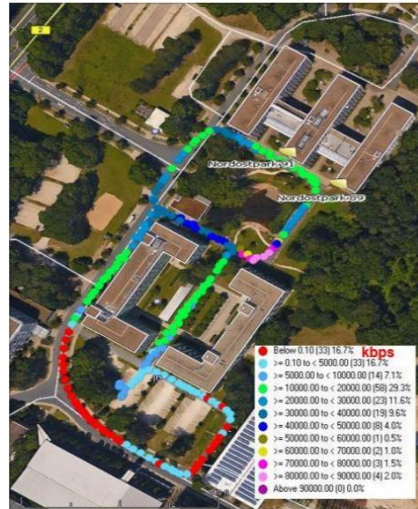 2
Nordostpark 91
Nordostpark 89
Below 0.10 (33) 16.7% kbps
>= 0.10 to < 5000.00 (33) 16.7%
>= 5000.00 to < 10000.00 (14) 7.1%
>= 10000.00 to < 20000.00 (58) 29.3%
>= 20000.00 to < 30000.00 (23) 11.6%
>= 30000.00 to < 40000.00 (19) 9.6%
>= 40000.00 to < 50000.00 (8) 4.0%
>= 50000.00 to < 60000.00 (1) 0.5%
>= 60000.00 to < 70000.00 (2) 1.0%
>= 70000.00 to < 80000.00 (3) 1.5%
>= 80000.00 to < 90000.00 (4) 2.0%
Above 90000.00 (0) 0.0%